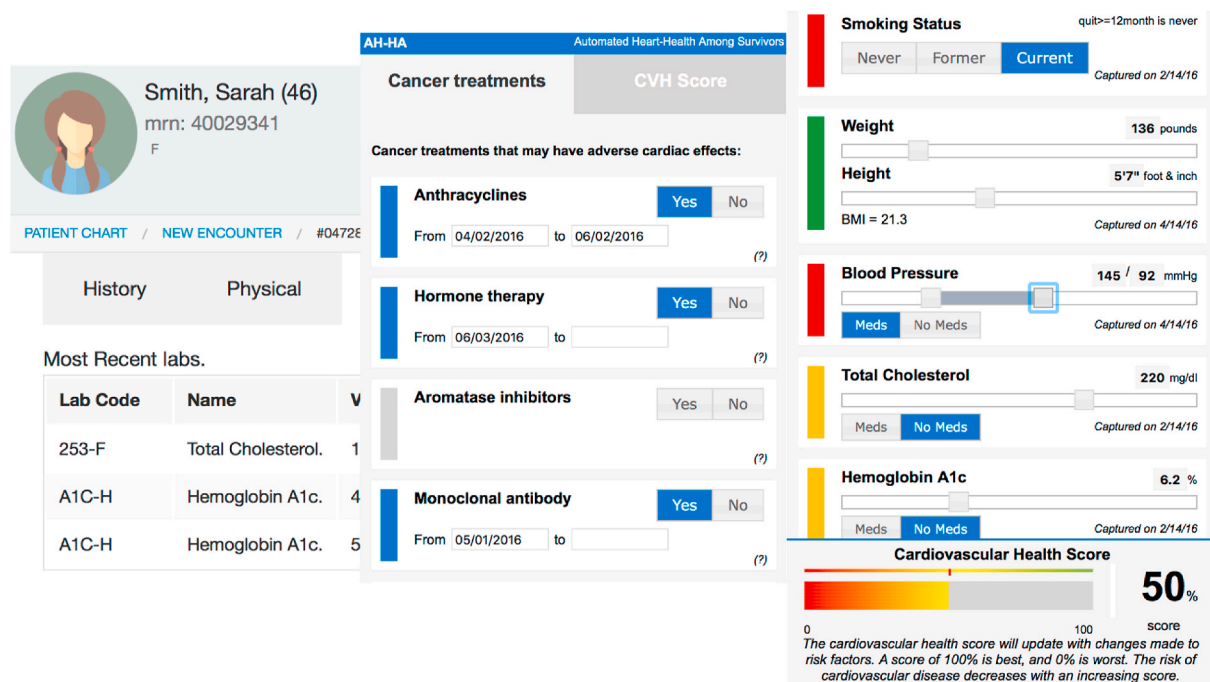 Smith, Sarah (46)
mrn: 40029341
F
PATIENT CHART / NEW ENCOUNTER / #04728
History Physical
Most Recent labs.
Lab Code Name V
253-F Total Cholesterol. 1
A1C-H Hemoglobin A1c. 4
A1C-H Hemoglobin A1c. 5
AH-HA Automated Heart-Health Among Survivors
Cancer treatments CVH Score
Cancer treatments that may have adverse cardiac effects:
Anthracyclines Yes No
From 04/02/2016 to 06/02/2016
(?)
Hormone therapy Yes No
From 06/03/2016 to
(?)
Aromatase inhibitors Yes No
(?)
Monoclonal antibody Yes No
From 05/01/2016 to
(?)
Smoking Status quit>=12month is never
Never Former Current
Captured on 2/14/16
Weight 136 pounds
Height 5'7" foot & inch
BMI = 21.3 Captured on 4/14/16
Blood Pressure 145 / 92 mmHg
Meds No Meds Captured on 4/14/16
Total Cholesterol 220 mg/dl
Meds No Meds Captured on 2/14/16
Hemoglobin A1c 6.2 %
Meds No Meds Captured on 2/14/16
Cardiovascular Health Score
50%
score
0 100
The cardiovascular health score will update with changes made to
risk factors. A score of 100% is best, and 0% is worst. The risk of
cardiovascular disease decreases with an increasing score.